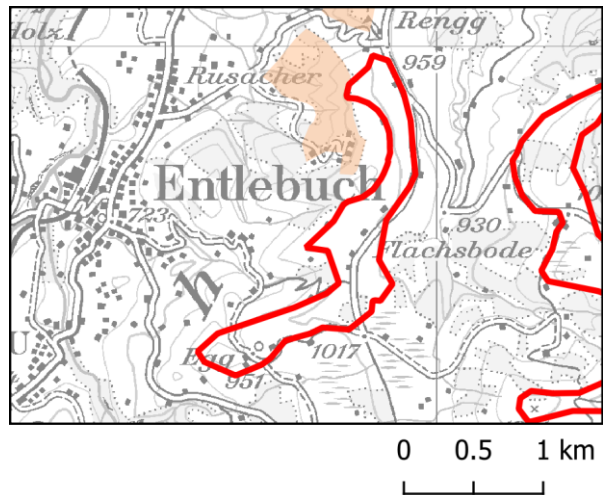 Holz
Rengg
959
Rusacher
Entlebuch
723
930
Flachsbode
h
U
Egg
951
1017
0 0.5 1 km